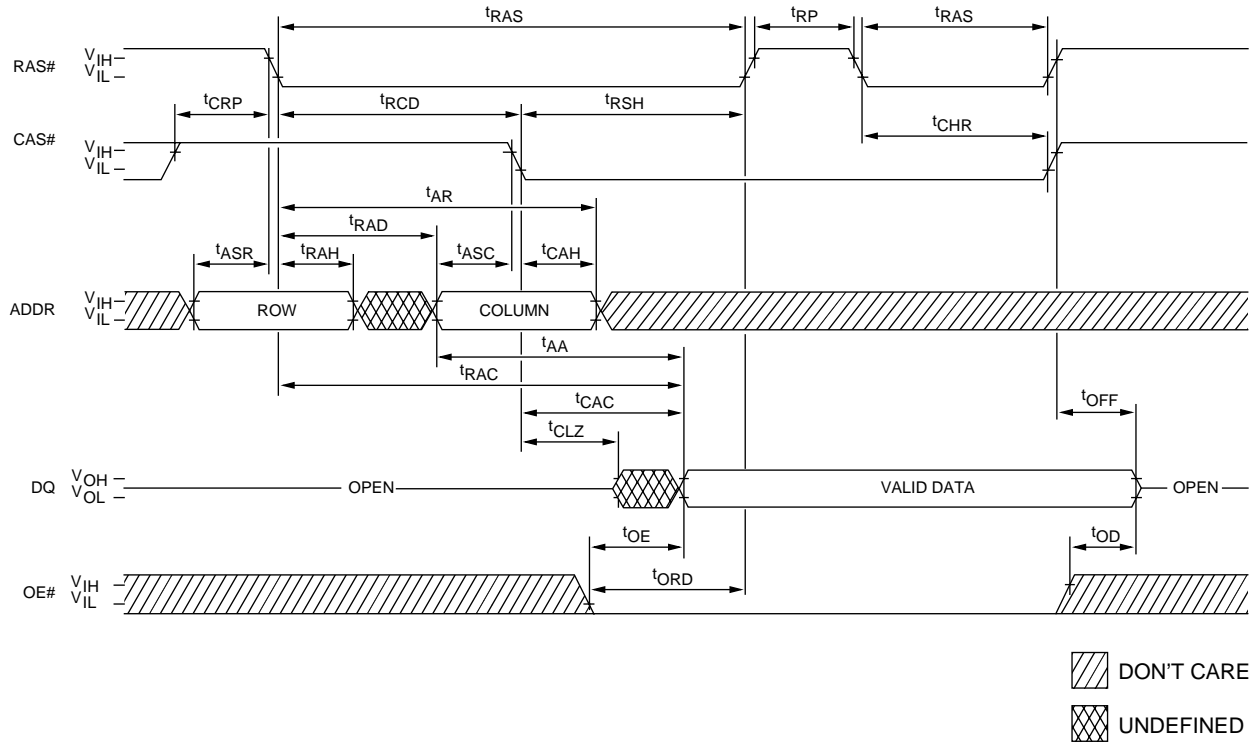 tRAS tRP tRAS
RAS# VIH
VIL
tCRP tRCD tRSH
tCHR
CAS# VIH
VIL
tAR
tRAD
tASR tRAH tASC tCAH
ADDR VIH
VIL
ROW COLUMN
tAA
tRAC
tCAC tOFF
tCLZ
DQ VOH
VOL
OPEN VALID DATA OPEN
tOE tOD
tORD
OE# VIH
VIL
DON'T CARE
UNDEFINED